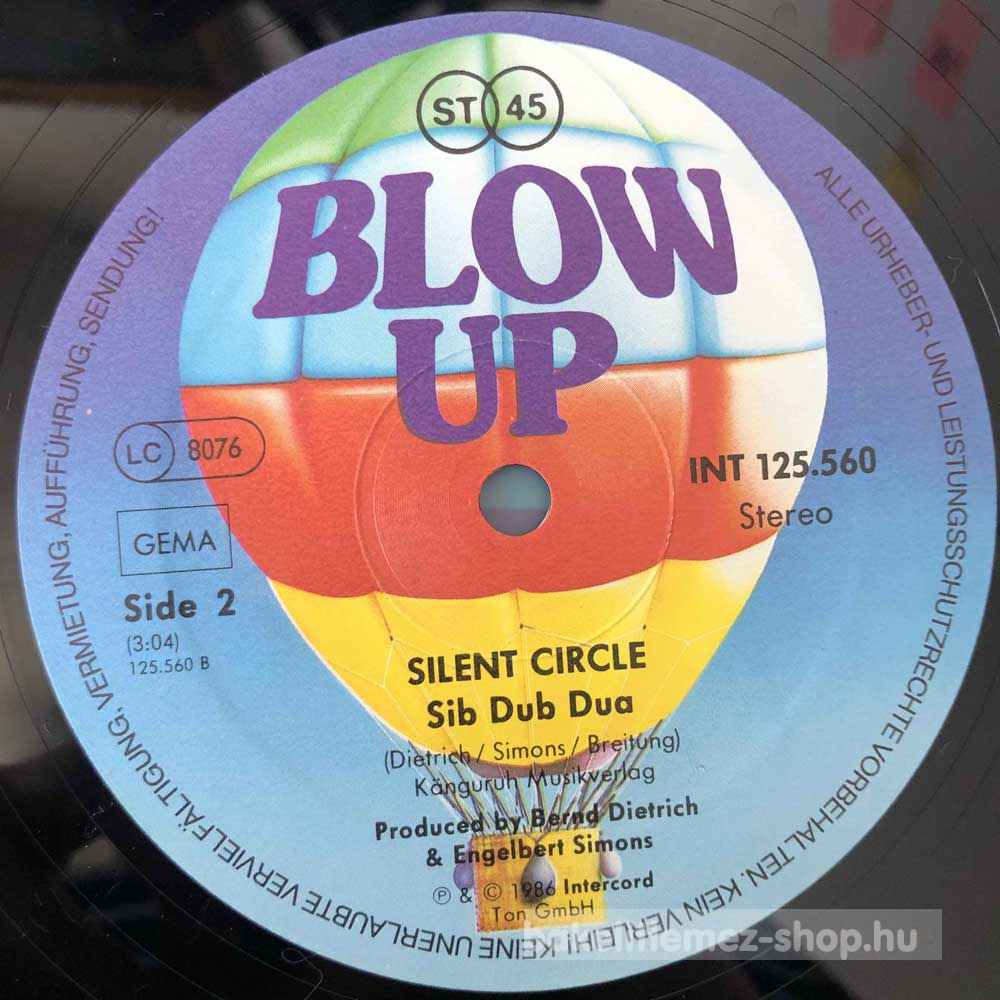 ST 45
BLOW
UP
LC 8076
GEMA
Side 2
(3:04)
125.560 B
INT 125.560
Stereo
SILENT CIRCLE
Sib Dub Dua
(Dietrich / Simons / Breitung)
Känguruh Musikverlag
Produced by Bernd Dietrich
& Engelbert Simons
℗ & © 1986 Intercord
Ton GmbH
ALLE URHEBER- UND LEISTUNGSSCHUTZRECHTE VORBEHALTEN. KEIN VERLEIH! KEINE UNERLAUBTE VERVIELFÄLTIGUNG, VERMIETUNG, AUFFÜHRUNG, SENDUNG!
bakelitlemez-shop.hu